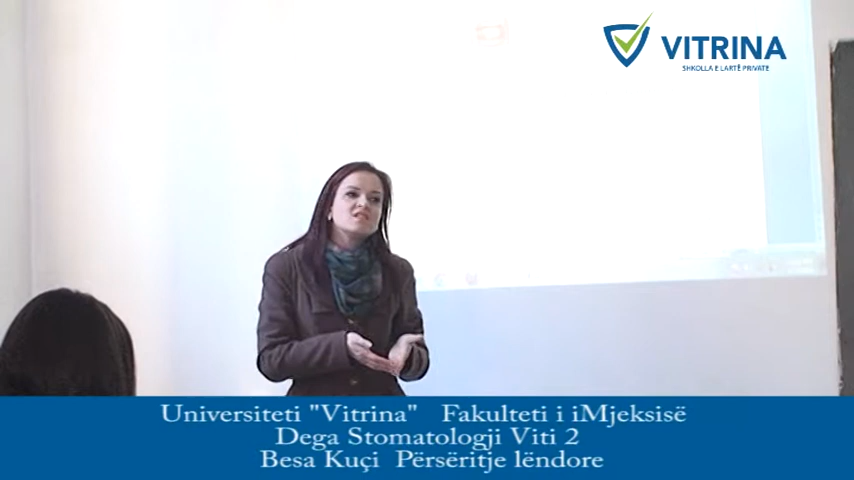 VITRINA
SHKOLLA E LARTË PRIVATE
Universiteti "Vitrina" Fakulteti i iMjeksisë
Dega Stomatologji Viti 2
Besa Kuçi Përsëritje lëndore